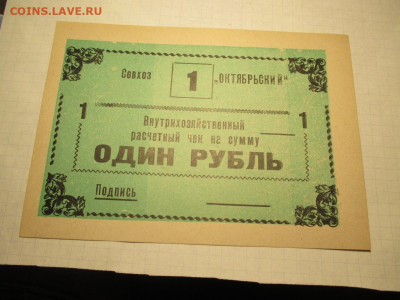 COINS.LAVE.RU
Совхоз 1 „ОКТЯБРЬСКИЙ"
1 Внутрихозяйственный 1
расчетный чек на сумму
ОДИН РУБЛЬ
Подпись